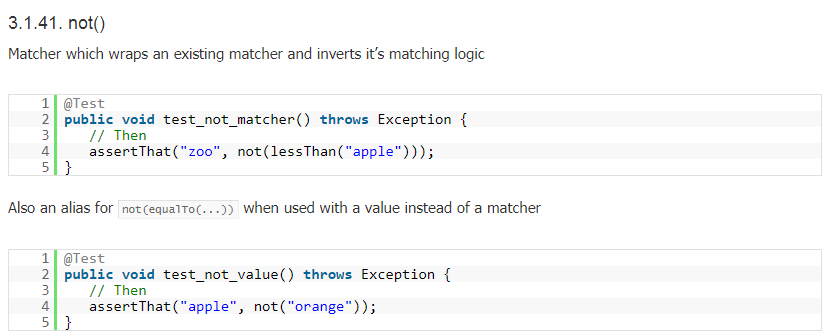 3.1.41. not()
Matcher which wraps an existing matcher and inverts it’s matching logic
1 @Test
2 public void test_not_matcher() throws Exception {
3 // Then
4 assertThat("zoo", not(lessThan("apple")));
5 }
Also an alias for not(equalTo(...)) when used with a value instead of a matcher
1 @Test
2 public void test_not_value() throws Exception {
3 // Then
4 assertThat("apple", not("orange"));
5 }